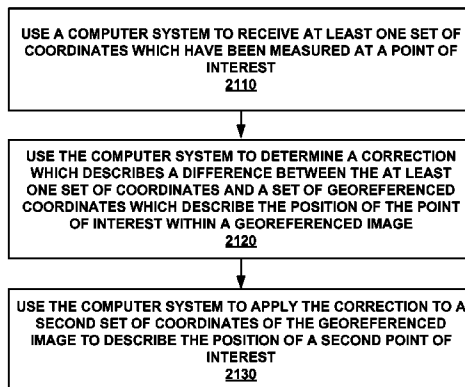 USE A COMPUTER SYSTEM TO RECEIVE AT LEAST ONE SET OF
COORDINATES WHICH HAVE BEEN MEASURED AT A POINT OF
INTEREST
2110
USE THE COMPUTER SYSTEM TO DETERMINE A CORRECTION
WHICH DESCRIBES A DIFFERENCE BETWEEN THE AT LEAST
ONE SET OF COORDINATES AND A SET OF GEOREFERENCED
COORDINATES WHICH DESCRIBE THE POSITION OF THE POINT
OF INTEREST WITHIN A GEOREFERENCED IMAGE
2120
USE THE COMPUTER SYSTEM TO APPLY THE CORRECTION TO A
SECOND SET OF COORDINATES OF THE GEOREFERENCED
IMAGE TO DESCRIBE THE POSITION OF A SECOND POINT OF
INTEREST
2130